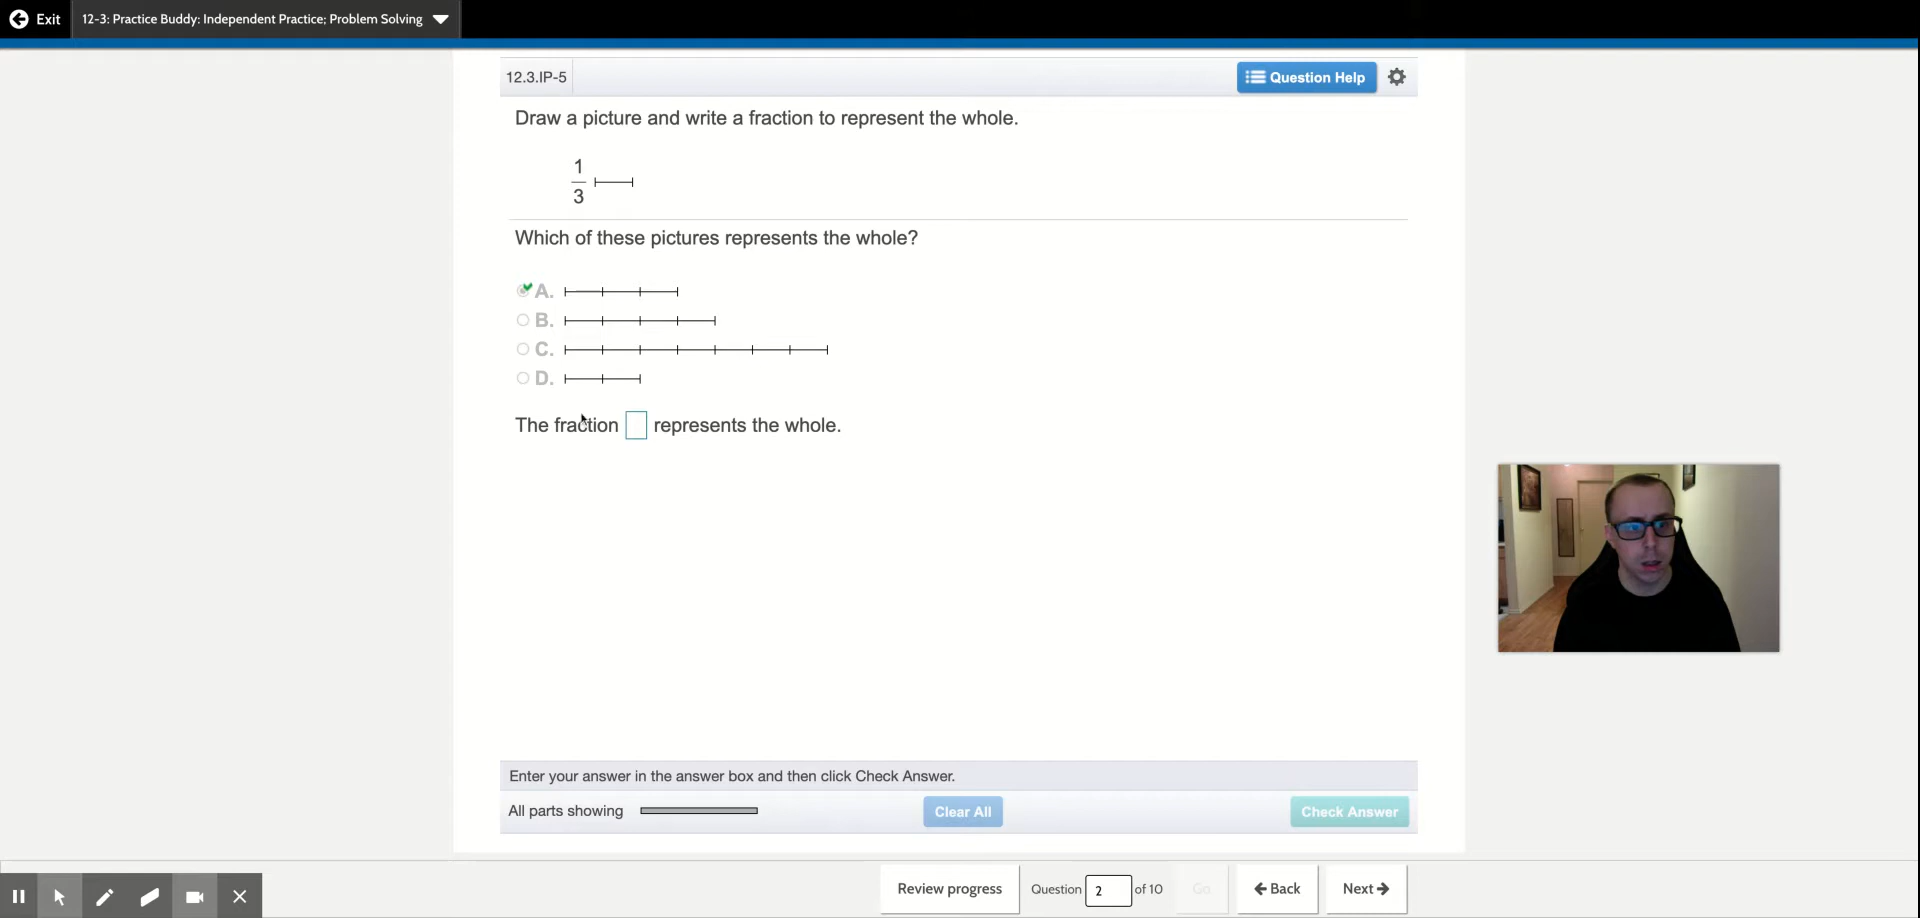 Exit 12-3: Practice Buddy: Independent Practice; Problem Solving
12.3.IP-5 Question Help
Draw a picture and write a fraction to represent the whole.
1
3
Which of these pictures represents the whole?
A.
B.
C.
D.
The fraction represents the whole.
Enter your answer in the answer box and then click Check Answer.
All parts showing Clear All Check Answer
Review progress Question 2 of 10 Go Back Next